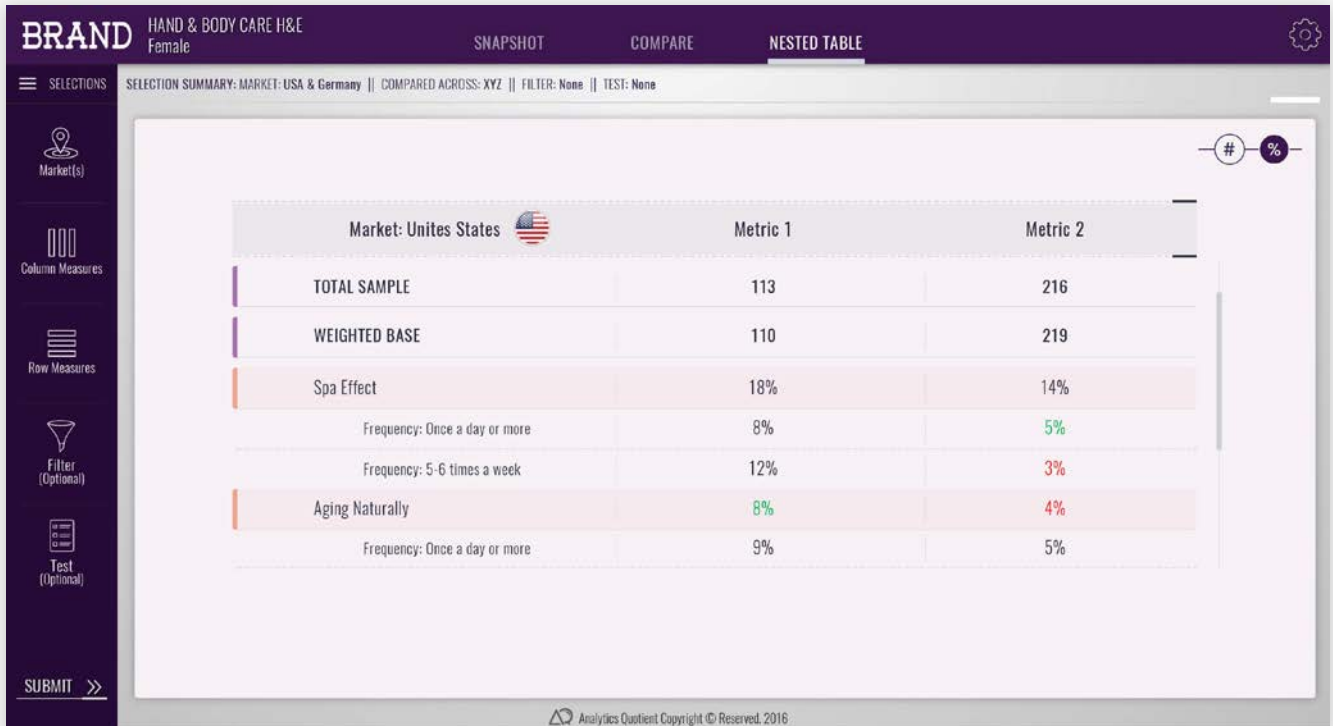 BRAND
HAND & BODY CARE H&E
Female
SNAPSHOT
COMPARE
NESTED TABLE
SELECTIONS
SELECTION SUMMARY: MARKET: USA & Germany || COMPARED ACROSS: XYZ || FILTER: None || TEST: None
Market(s)
Column Measures
Row Measures
Filter
(Optional)
Test
(Optional)
SUBMIT >>
# %
Market: Unites States Metric 1 Metric 2
TOTAL SAMPLE 113 216
WEIGHTED BASE 110 219
Spa Effect 18% 14%
Frequency: Once a day or more 8% 5%
Frequency: 5-6 times a week 12% 3%
Aging Naturally 8% 4%
Frequency: Once a day or more 9% 5%
Analytics Quotient Copyright © Reserved. 2016